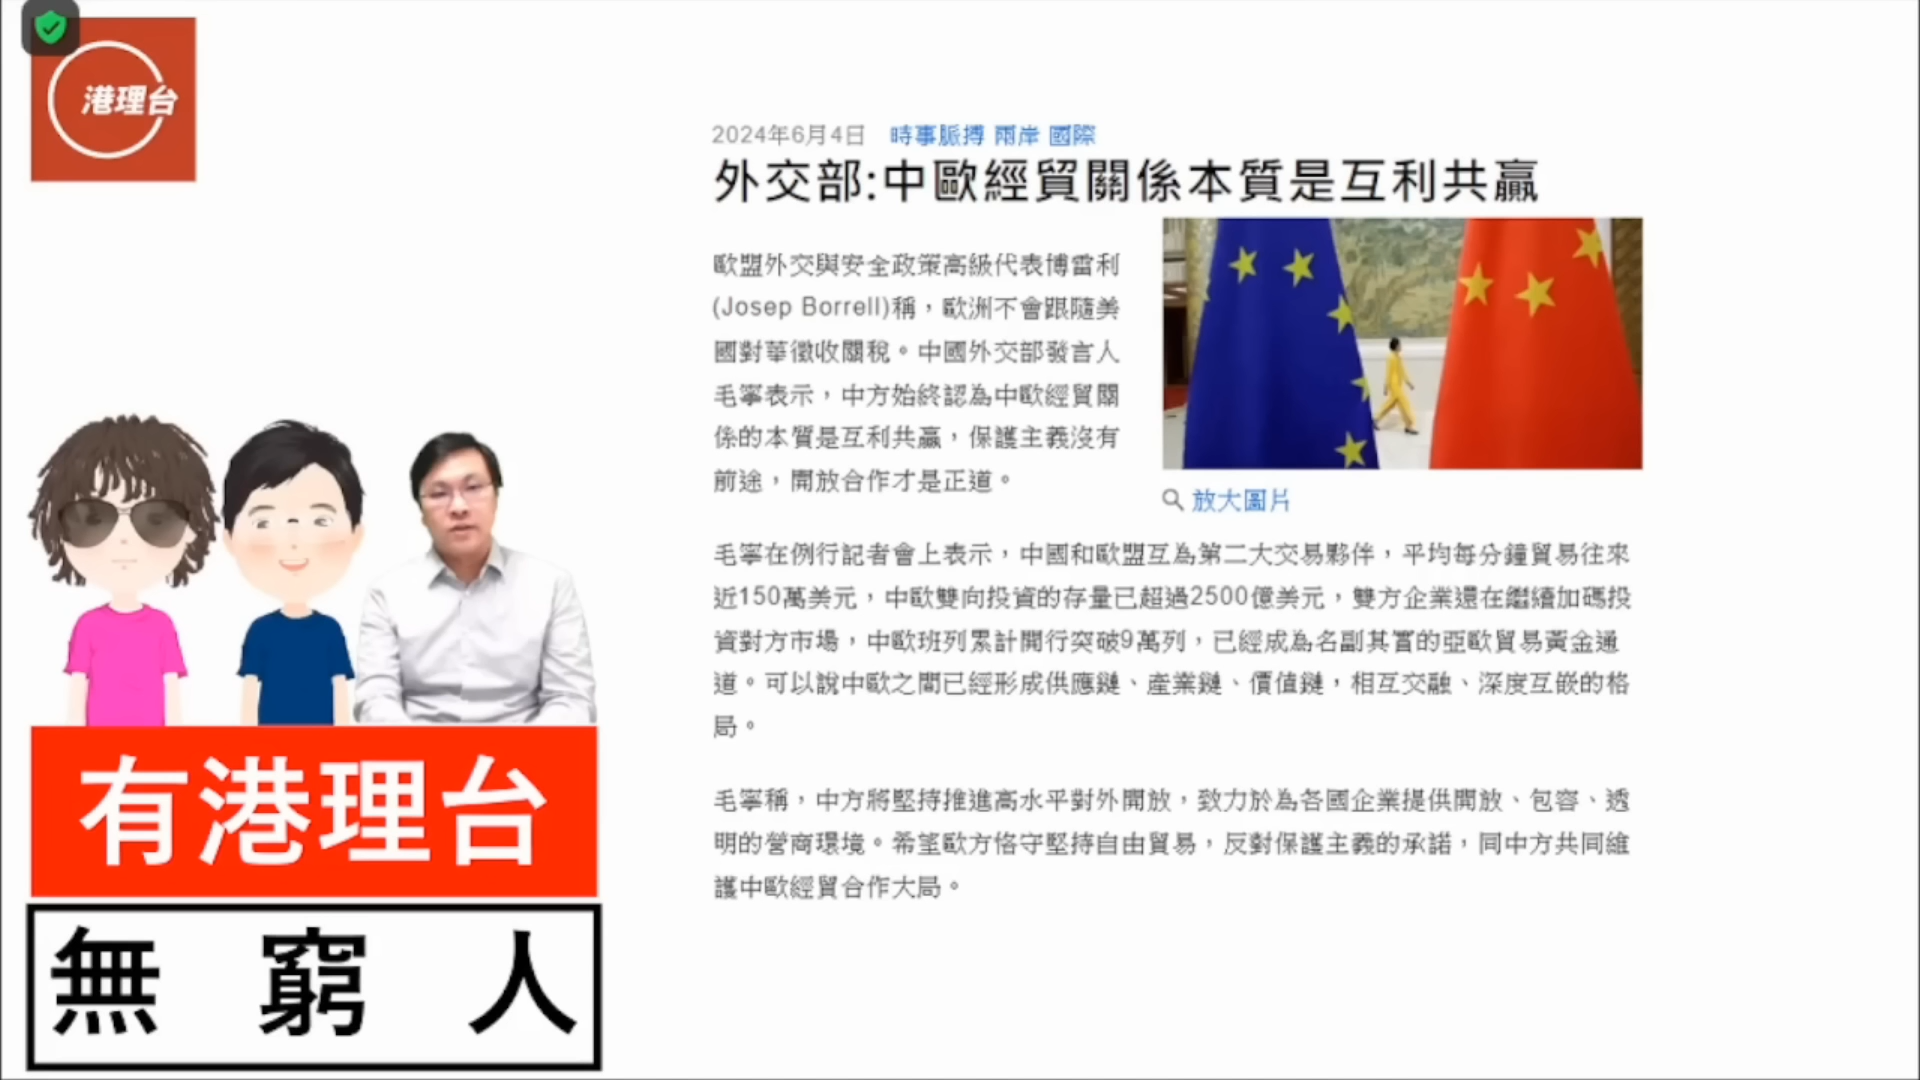 港理台
2024年6月4日 時事脈搏 兩岸 國際
外交部:中歐經貿關係本質是互利共贏
歐盟外交與安全政策高級代表博雷利
(Josep Borrell)稱，歐洲不會跟隨美
國對華徵收關稅。中國外交部發言人
毛寧表示，中方始終認為中歐經貿關
係的本質是互利共贏，保護主義沒有
前途，開放合作才是正道。
放大圖片
毛寧在例行記者會上表示，中國和歐盟互為第二大交易夥伴，平均每分鐘貿易往來
近150萬美元，中歐雙向投資的存量已超過2500億美元，雙方企業還在繼續加碼投
資對方市場，中歐班列累計開行突破9萬列，已經成為名副其實的亞歐貿易黃金通
道。可以說中歐之間已經形成供應鏈、產業鏈、價值鏈，相互交融、深度互嵌的格
局。
毛寧稱，中方將堅持推進高水平對外開放，致力於為各國企業提供開放、包容、透
明的營商環境。希望歐方恪守堅持自由貿易，反對保護主義的承諾，同中方共同維
護中歐經貿合作大局。
有港理台
無窮人